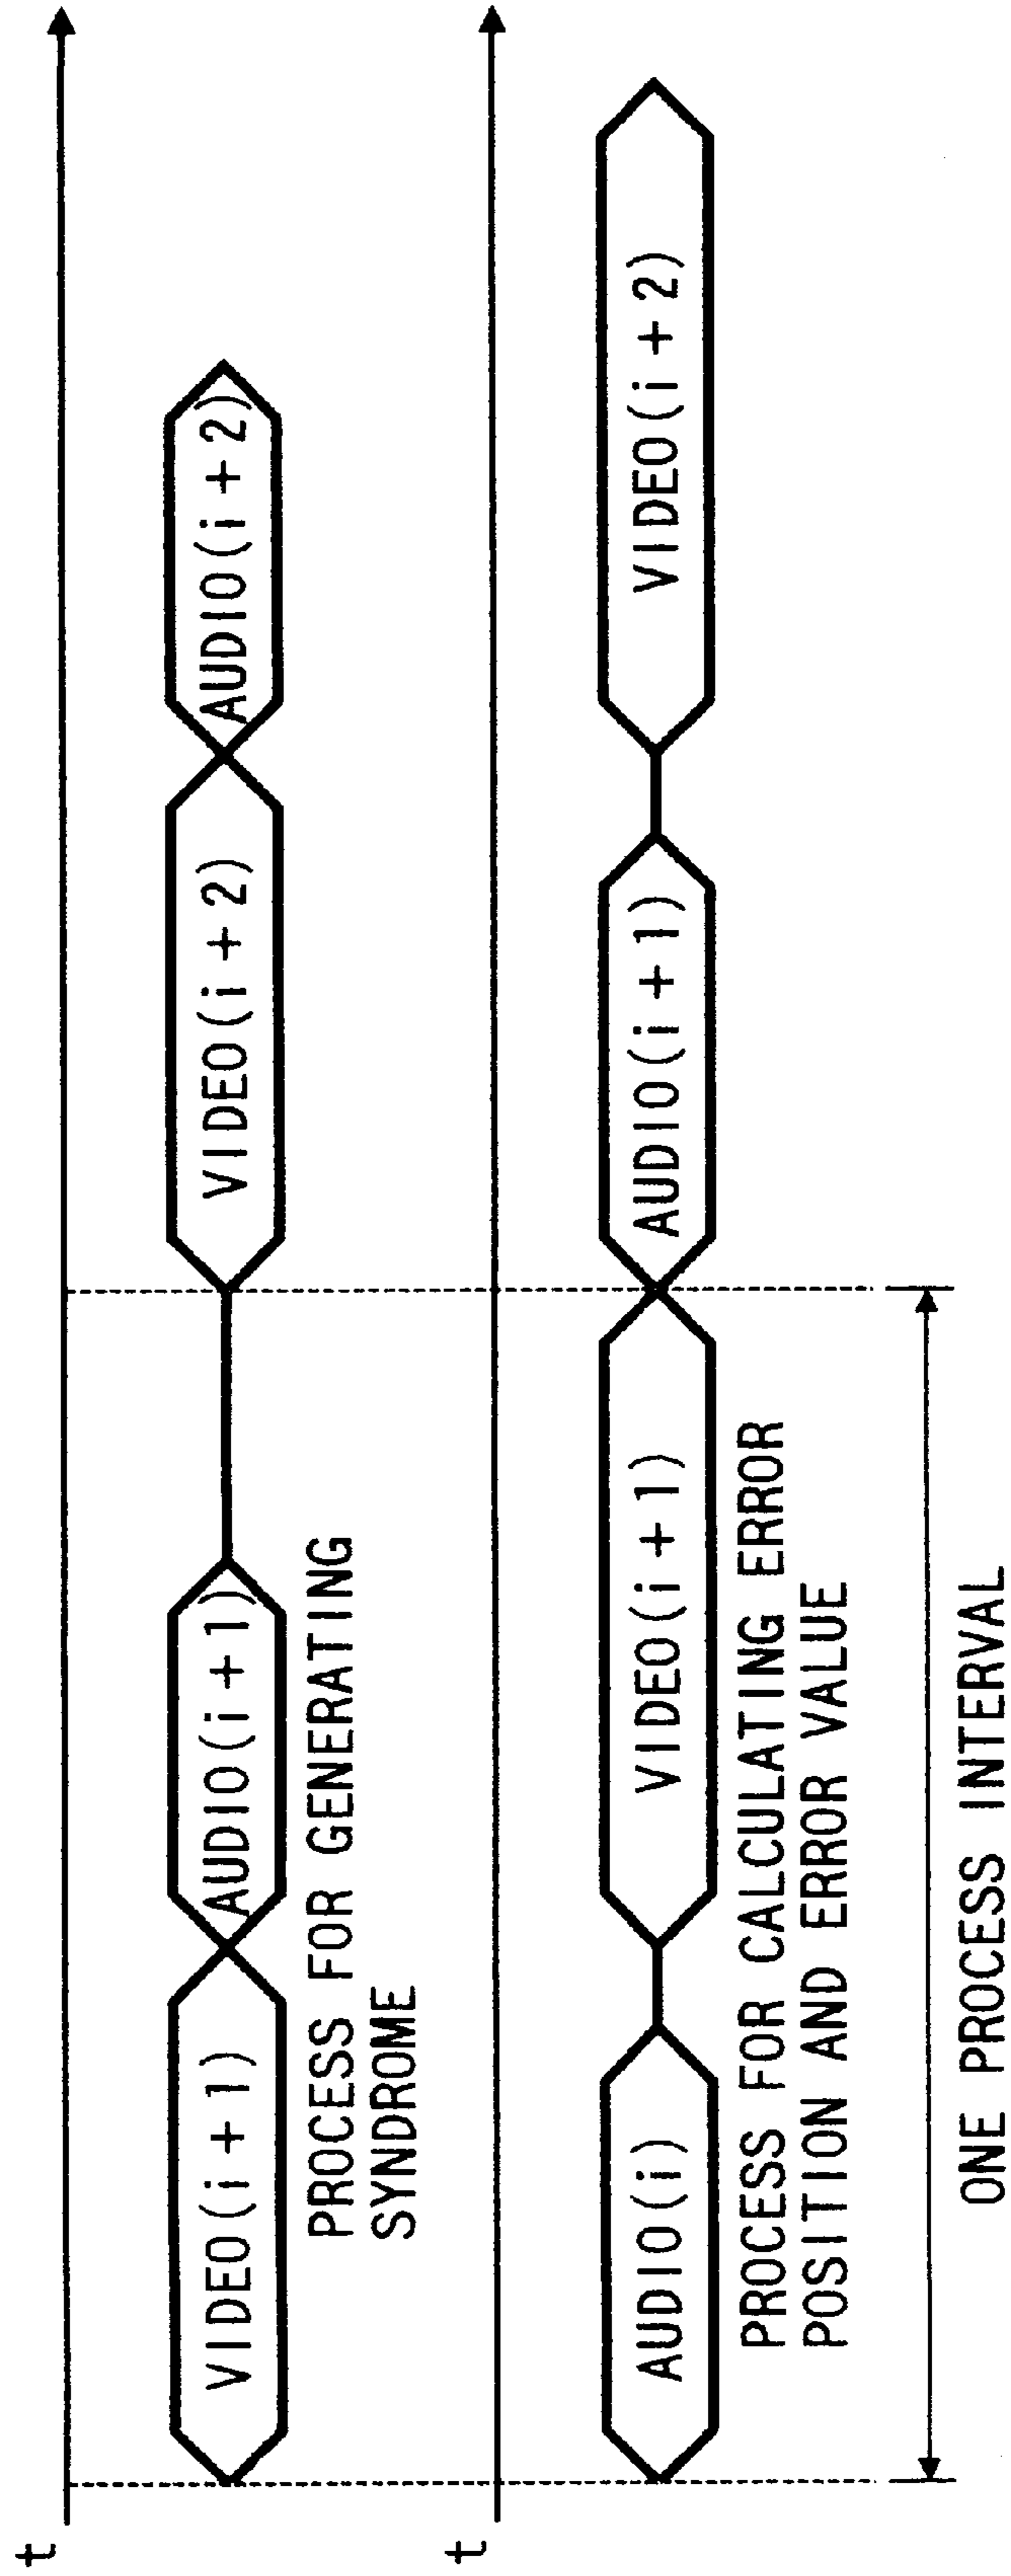 t
VIDEO(i+1)
AUDIO(i+1)
VIDEO(i+2)
AUDIO(i+2)
PROCESS FOR GENERATING
SYNDROME
t
AUDIO(i)
VIDEO(i+1)
AUDIO(i+1)
VIDEO(i+2)
PROCESS FOR CALCULATING ERROR
POSITION AND ERROR VALUE
ONE PROCESS INTERVAL